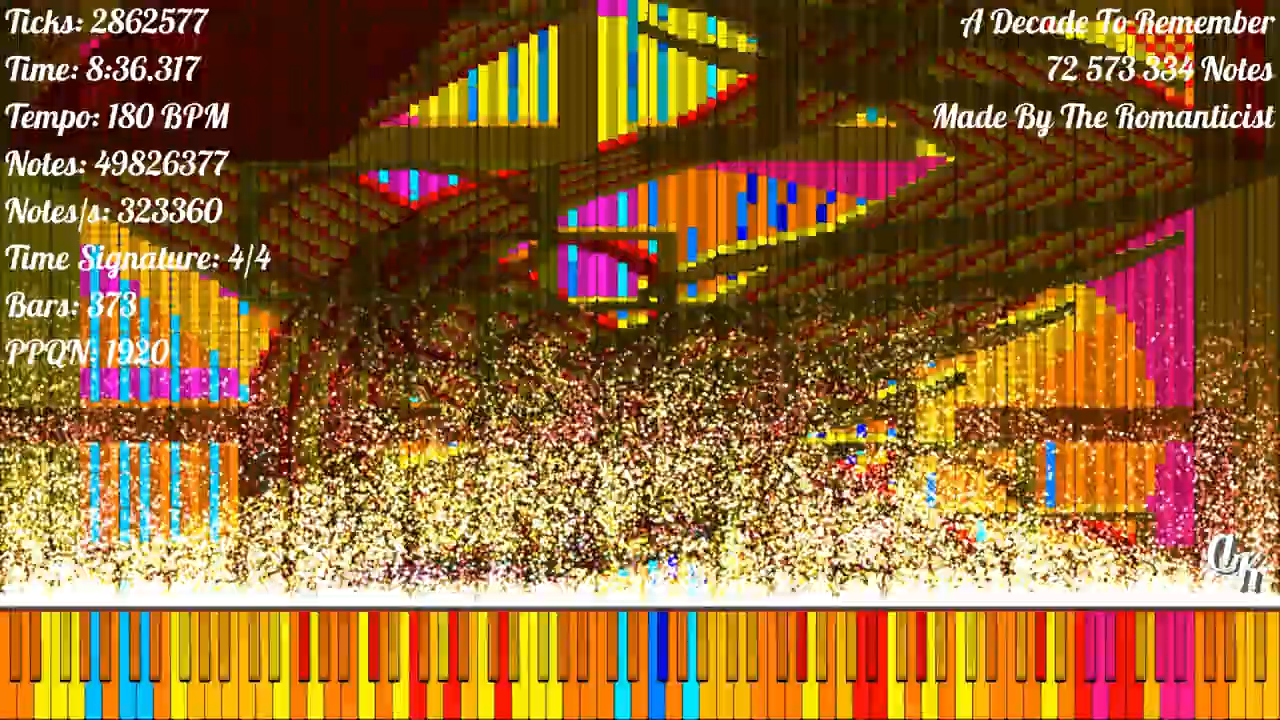 Ticks: 2862577
Time: 8:36.317
Tempo: 180 BPM
Notes: 49826377
Notes/s: 323360
Time Signature: 4/4
Bars: 373
PPQN: 1920
A Decade To Remember
72 573 334 Notes
Made By The Romanticist